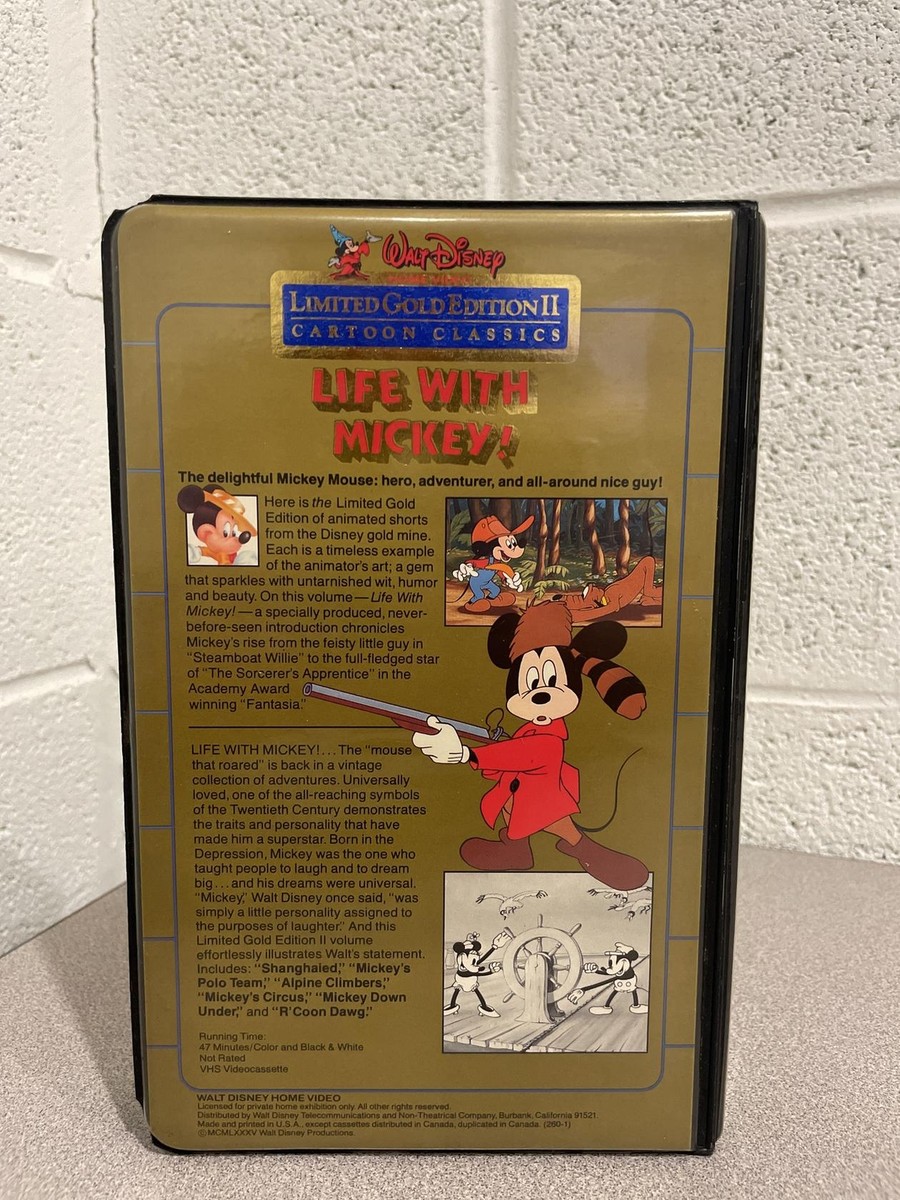 Walt Disney
HOME VIDEO
LIMITED GOLD EDITION II
CARTOON CLASSICS
LIFE WITH
MICKEY!
The delightful Mickey Mouse: hero, adventurer, and all-around nice guy!
Here is the Limited Gold
Edition of animated shorts
from the Disney gold mine.
Each is a timeless example
of the animator's art; a gem
that sparkles with untarnished wit, humor
and beauty. On this volume — Life With
Mickey! — a specially produced, never-
before-seen introduction chronicles
Mickey's rise from the feisty little guy in
"Steamboat Willie" to the full-fledged star
of "The Sorcerer's Apprentice" in the
Academy Award
winning "Fantasia."
LIFE WITH MICKEY!... The "mouse
that roared" is back in a vintage
collection of adventures. Universally
loved, one of the all-reaching symbols
of the Twentieth Century demonstrates
the traits and personality that have
made him a superstar. Born in the
Depression, Mickey was the one who
taught people to laugh and to dream
big...and his dreams were universal.
"Mickey," Walt Disney once said, "was
simply a little personality assigned to
the purposes of laughter." And this
Limited Gold Edition II volume
effortlessly illustrates Walt's statement.
Includes: "Shanghaied," "Mickey's
Polo Team," "Alpine Climbers,"
"Mickey's Circus," "Mickey Down
Under," and "R'Coon Dawg."
Running Time:
47 Minutes/Color and Black & White
Not Rated
VHS Videocassette
WALT DISNEY HOME VIDEO
Licensed for private home exhibition only. All other rights reserved.
Distributed by Walt Disney Telecommunications and Non-Theatrical Company, Burbank, California 91521.
Made and printed in U.S.A., except cassettes distributed in Canada, duplicated in Canada. (260-1)
©MCMLXXXV Walt Disney Productions.